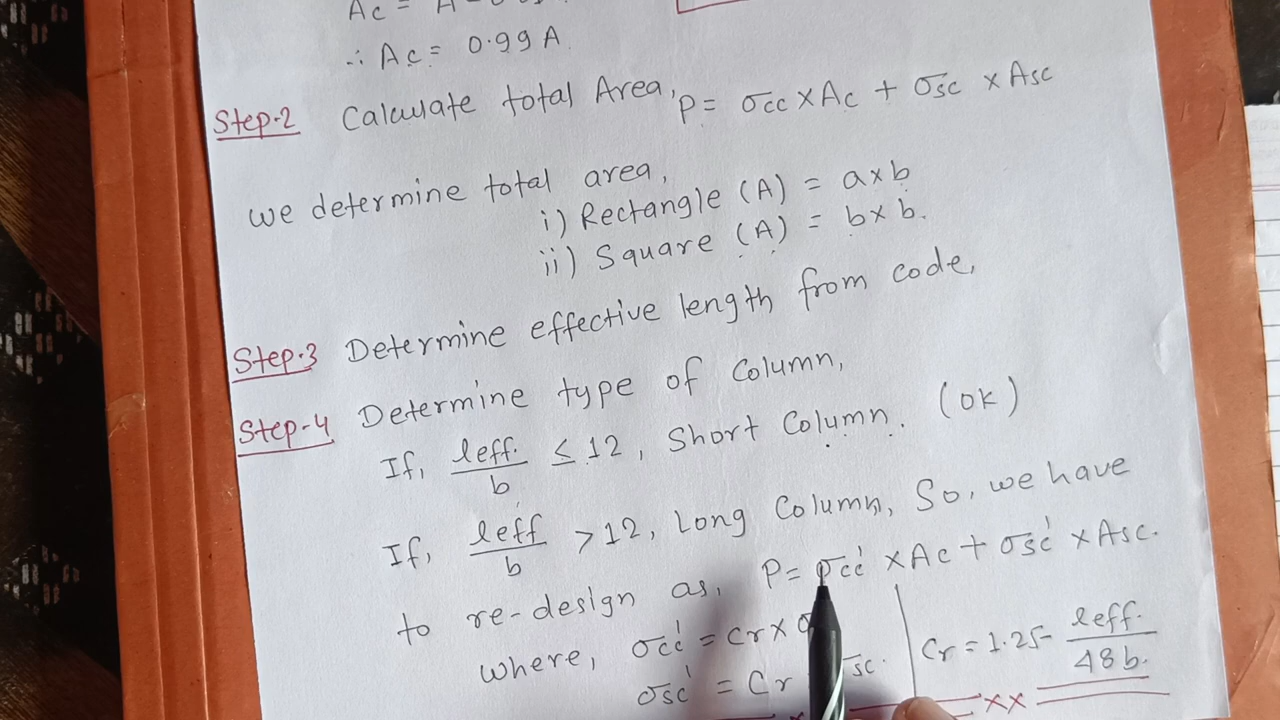 Ac = A
∴ Ac = 0.99A
Step-2 Calculate total Area, P = σcc × Ac + σsc × Asc
we determine total area,
i) Rectangle (A) = a×b
ii) Square (A) = b×b.
Step-3 Determine effective length from code,
Step-4 Determine type of Column,
If, leff./b ≤ 12, Short Column. (OK)
If, leff/b > 12, Long Column, So, we have
to re-design as, P = σcc' × Ac + σsc' × Asc.
where, σcc' = Cr × σ
σsc' = Cr σsc. Cr = 1.25 - leff./48b.
××